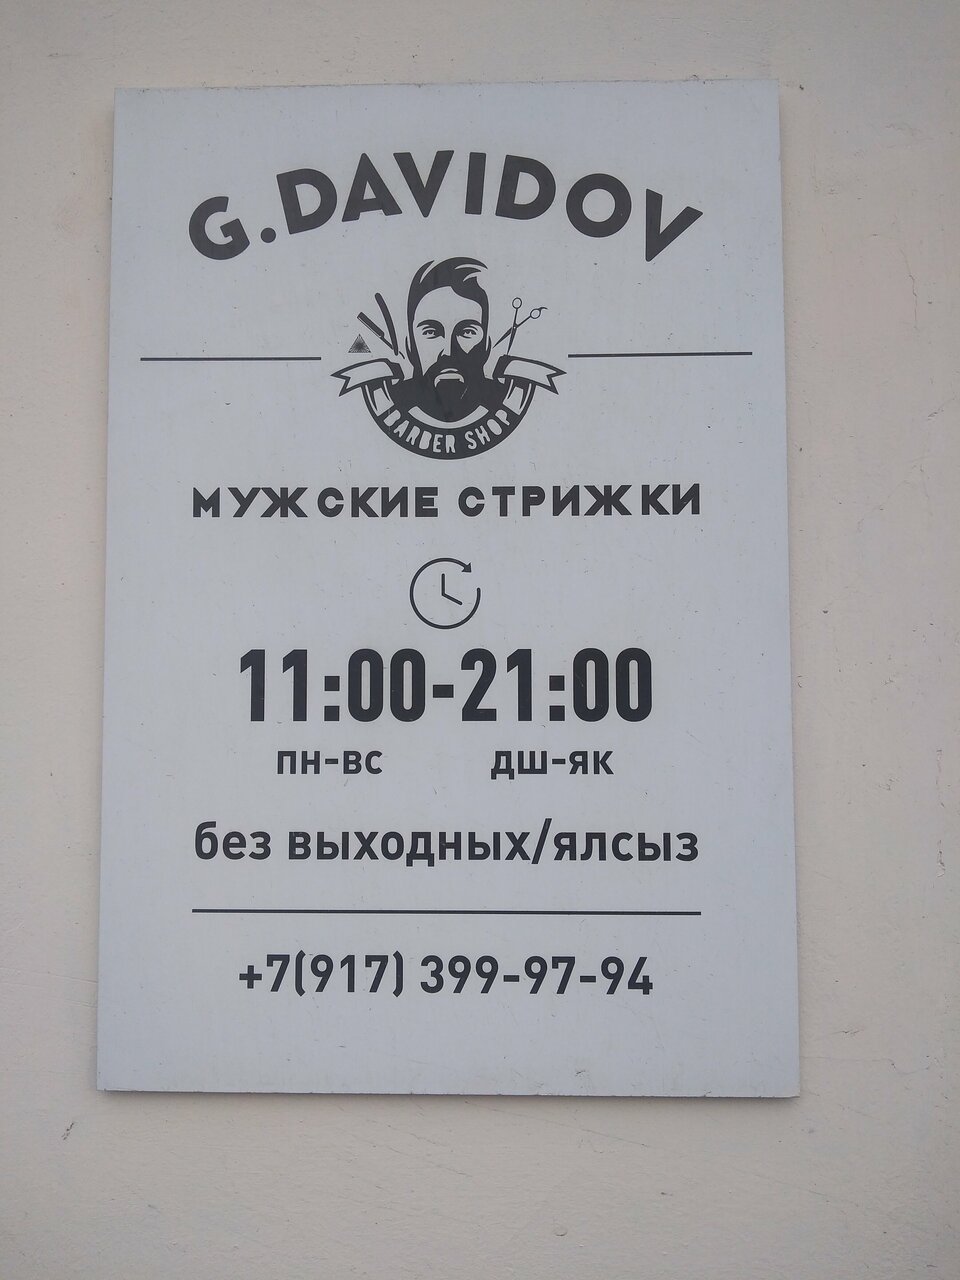 G.DAVIDOV
BARBER SHOP
МУЖСКИЕ СТРИЖКИ
11:00-21:00
пн-вс дш-як
без выходных/ялсыз
+7(917) 399-97-94